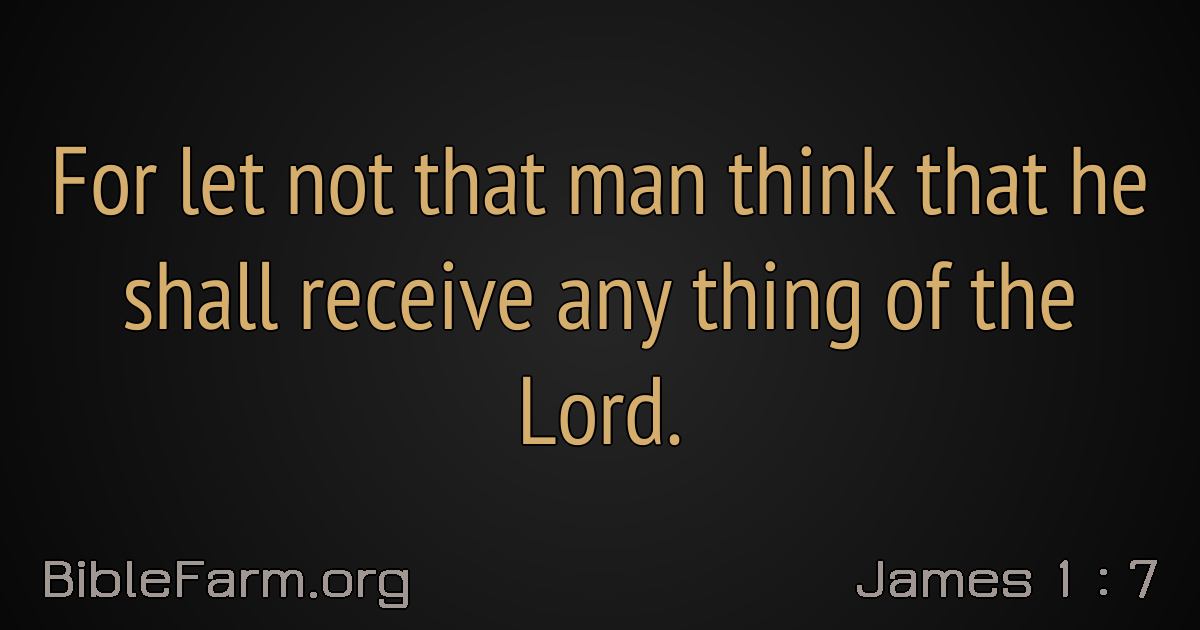 For let not that man think that he
shall receive any thing of the
Lord.
BibleFarm.org
James 1 : 7